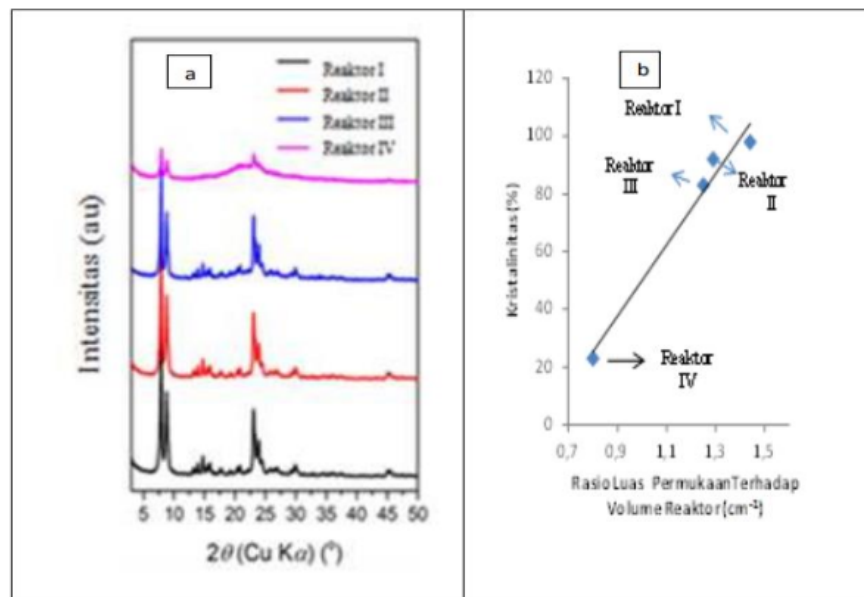 a
Reaktor I
Reaktor II
Reaktor III
Reaktor IV
Intensitas (au)
5 10 15 20 25 30 35 40 45 50
2θ (Cu Kα) (°)
b
120
100
80
60
40
20
0
Kristalinitas (%)
Reaktor I
Reaktor
III
Reaktor
II
Reaktor
IV
0,7 0,9 1,1 1,3 1,5
Rasio Luas Permukaan Terhadap
Volume Reaktor (cm⁻¹)